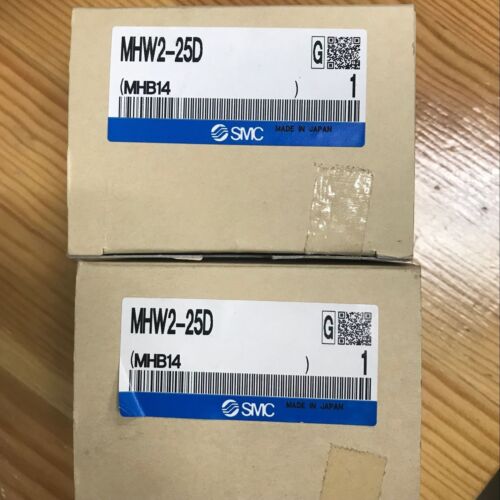 MHW2-25D
G
(MHB14 )
1
SMC MADE IN JAPAN
MHW2-25D
G
(MHB14 )
1
SMC MADE IN JAPAN